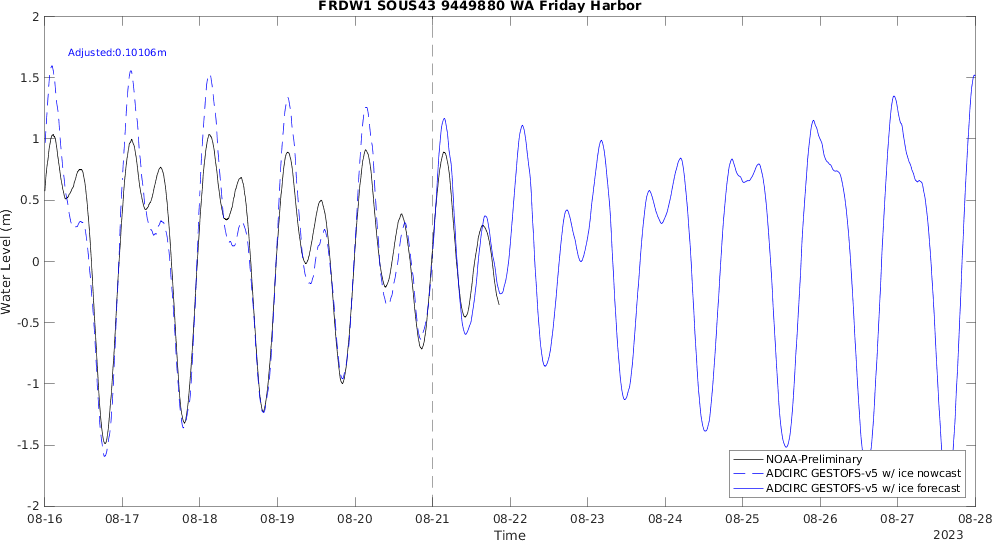 FRDW1 SOUS43 9449880 WA Friday Harbor
Adjusted:0.10106m
Water Level (m)
2
1.5
1
0.5
0
-0.5
-1
-1.5
-2
NOAA-Preliminary
ADCIRC GESTOFS-v5 w/ ice nowcast
ADCIRC GESTOFS-v5 w/ ice forecast
08-16 08-17 08-18 08-19 08-20 08-21 08-22 08-23 08-24 08-25 08-26 08-27 08-28
Time
2023